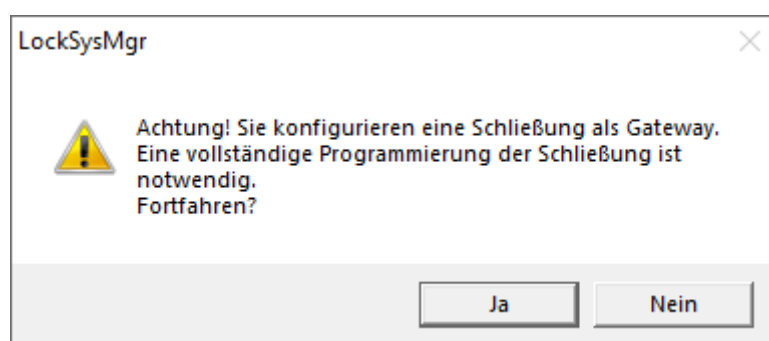 LockSysMgr
Achtung! Sie konfigurieren eine Schließung als Gateway.
Eine vollständige Programmierung der Schließung ist
notwendig.
Fortfahren?
Ja
Nein